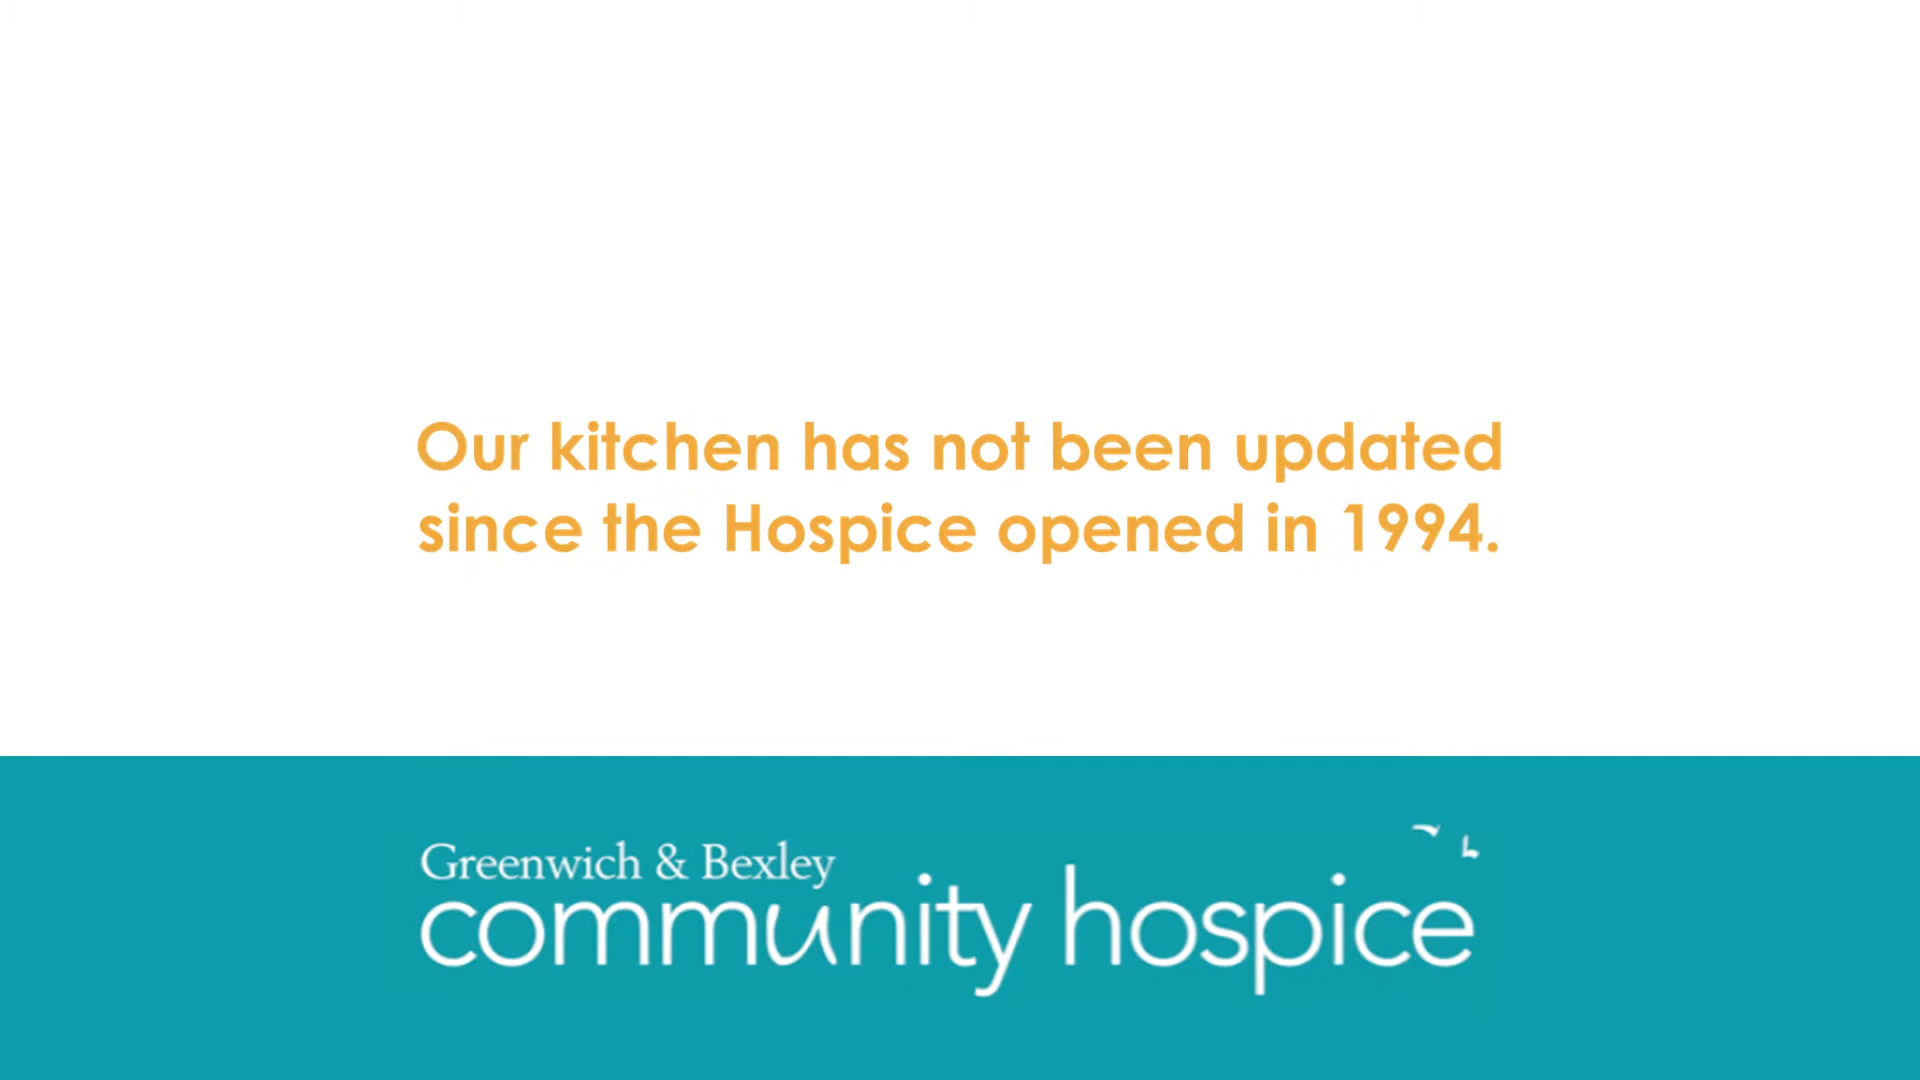 Our kitchen has not been updated
since the Hospice opened in 1994.
Greenwich & Bexley
community hospice